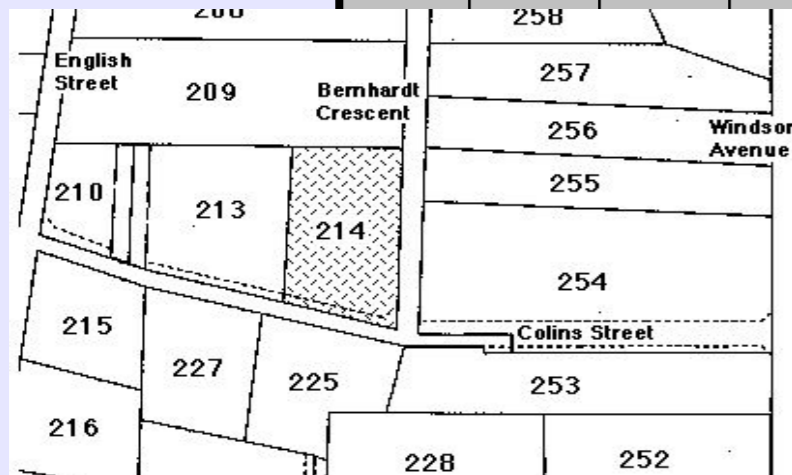 258
English
Street
209
Bernhardt
Crescent
257
256
Windsor
Avenue
210
213
214
255
254
215
227
225
Colins Street
253
216
228
252